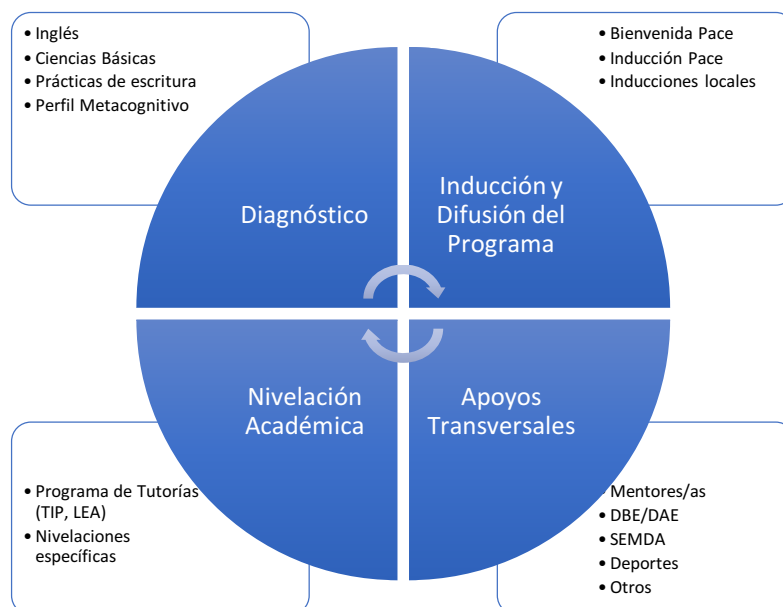 • Inglés
• Ciencias Básicas
• Prácticas de escritura
• Perfil Metacognitivo
• Bienvenida Pace
• Inducción Pace
• Inducciones locales
Diagnóstico
Inducción y
Difusión del
Programa
Nivelación
Académica
Apoyos
Transversales
• Programa de Tutorías
(TIP, LEA)
• Nivelaciones
específicas
• Mentores/as
• DBE/DAE
• SEMDA
• Deportes
• Otros